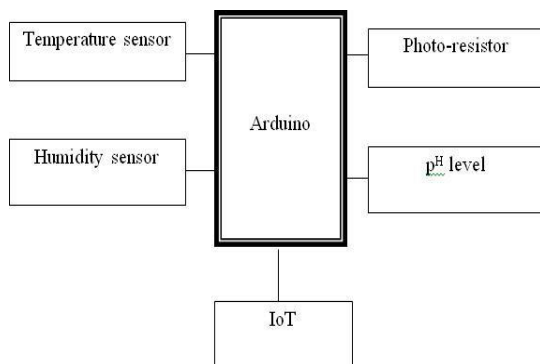 Temperature sensor
Photo-resistor
Arduino
Humidity sensor
pᴴ level
IoT